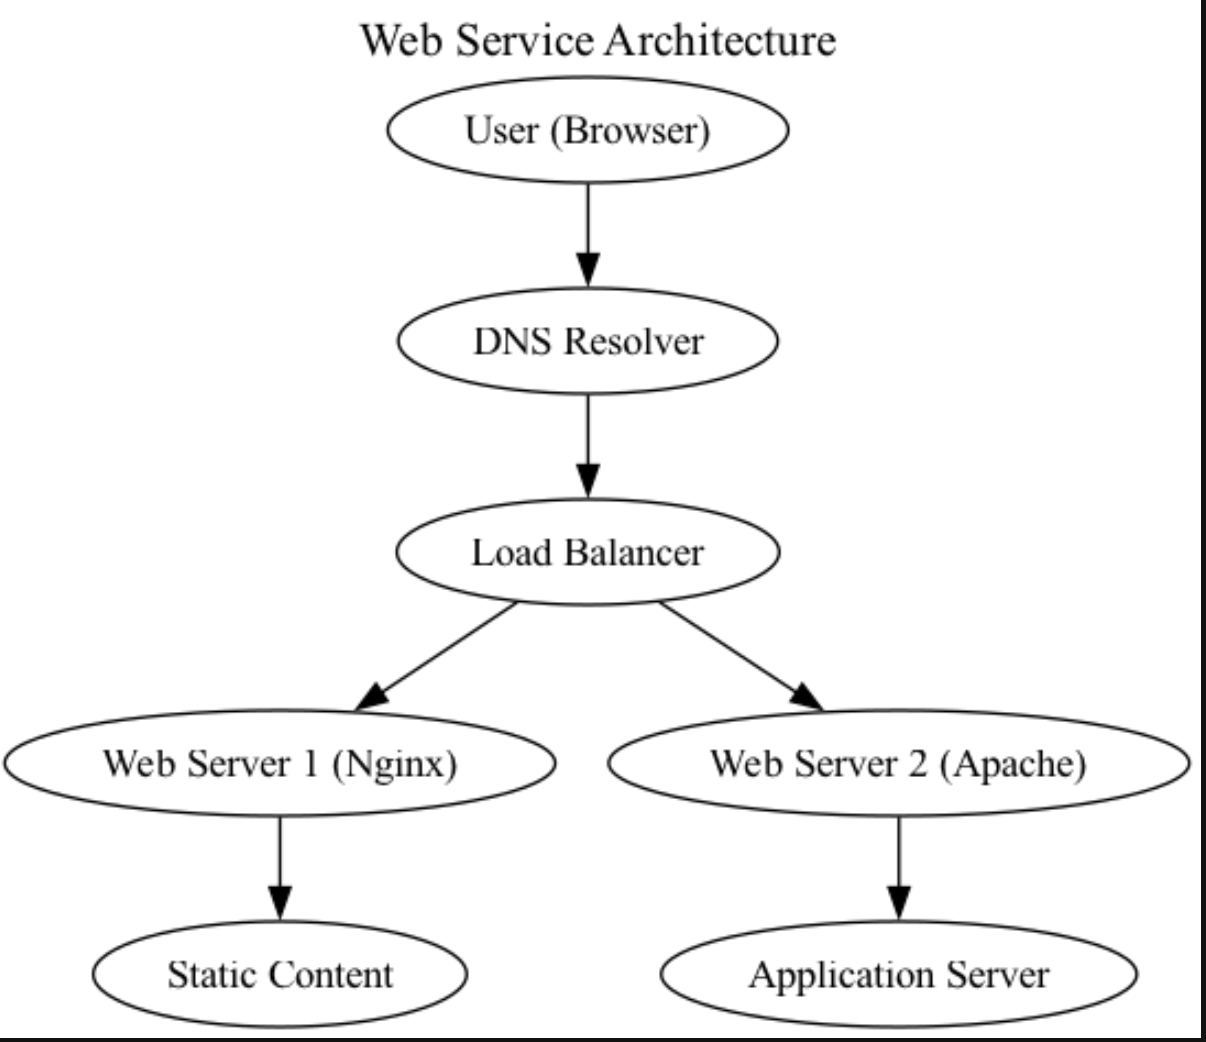 Web Service Architecture
User (Browser)
DNS Resolver
Load Balancer
Web Server 1 (Nginx)
Web Server 2 (Apache)
Static Content
Application Server